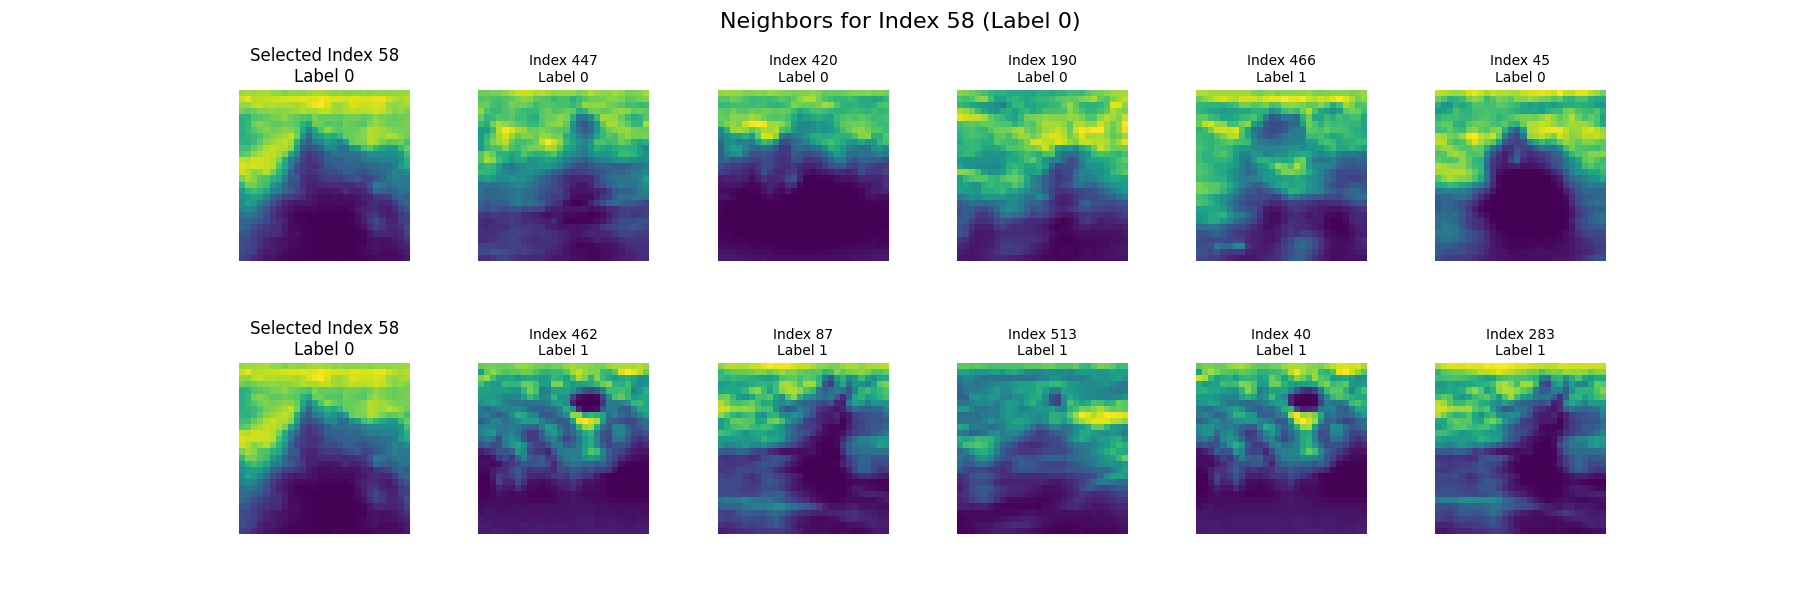 Neighbors for Index 58 (Label 0)
Selected Index 58
Label 0
Index 447
Label 0
Index 420
Label 0
Index 190
Label 0
Index 466
Label 1
Index 45
Label 0
Selected Index 58
Label 0
Index 462
Label 1
Index 87
Label 1
Index 513
Label 1
Index 40
Label 1
Index 283
Label 1